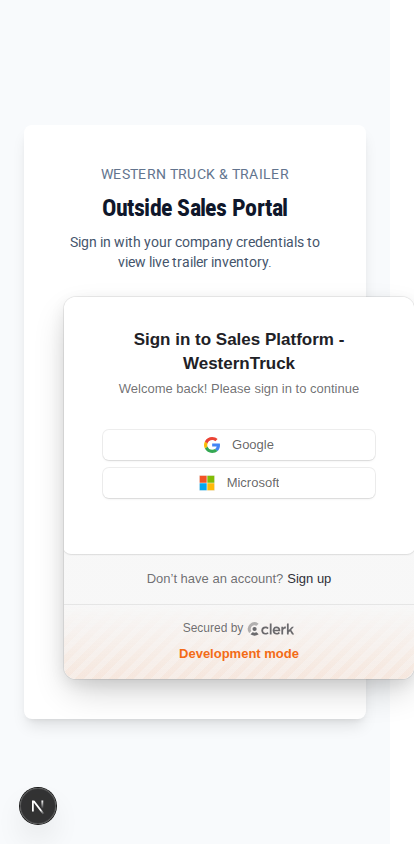 WESTERN TRUCK & TRAILER
Outside Sales Portal
Sign in with your company credentials to
view live trailer inventory.
Sign in to Sales Platform -
WesternTruck
Welcome back! Please sign in to continue
Google
Microsoft
Don't have an account? Sign up
Secured by clerk
Development mode
N